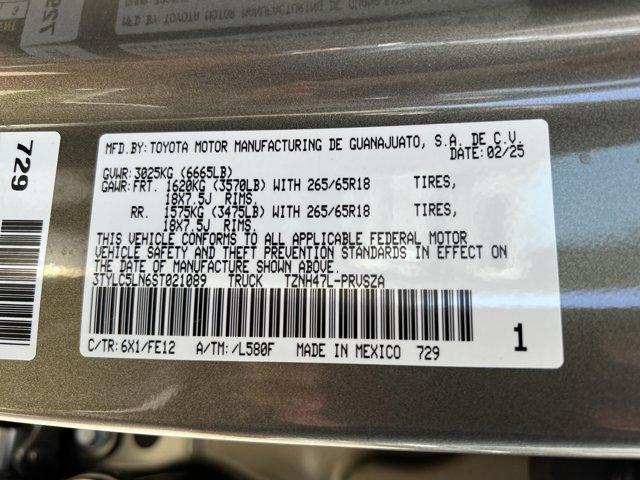 MFD.BY:TOYOTA MOTOR MANUFACTURING DE GUANAJUATO, S.A. DE C.V.
DATE:02/25
GVWR:3025KG (6665LB)
GAWR:FRT. 1620KG (3570LB) WITH 265/65R18 TIRES,
18X7.5J RIMS.
RR. 1575KG (3475LB) WITH 265/65R18 TIRES,
18X7.5J RIMS.
THIS VEHICLE CONFORMS TO ALL APPLICABLE FEDERAL MOTOR
VEHICLE SAFETY AND THEFT PREVENTION STANDARDS IN EFFECT ON
THE DATE OF MANUFACTURE SHOWN ABOVE.
3TYLC5LN6ST021089 TRUCK TZNH47L-PRVSZA
C/TR:6X1/FE12 A/TM:/L580F MADE IN MEXICO 729
1
729